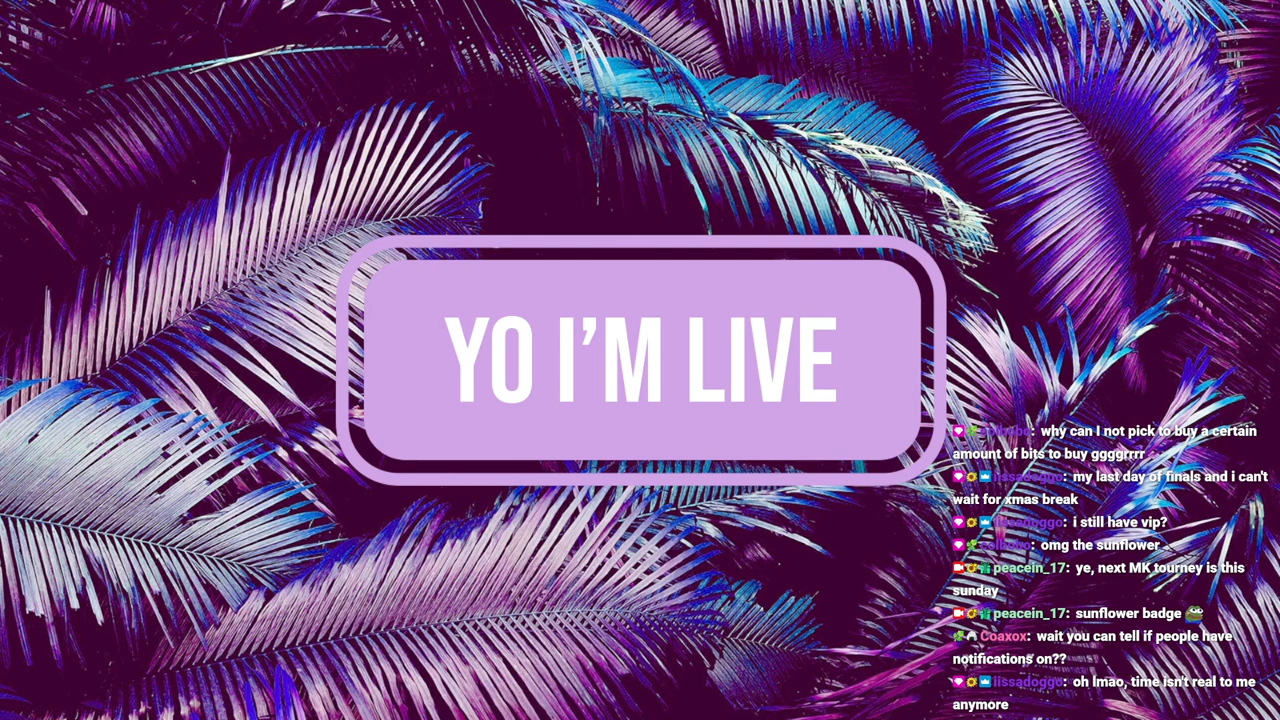 YO I'M LIVE
why can I not pick to buy a certain
amount of bits to buy ggggrrrr
lissadoggo: my last day of finals and i can't
wait for xmas break
lissadoggo: i still have vip?
omg the sunflower
peacein_17: ye, next MK tourney is this
sunday
peacein_17: sunflower badge
Coaxox: wait you can tell if people have
notifications on??
lissadoggo: oh lmao, time isn't real to me
anymore